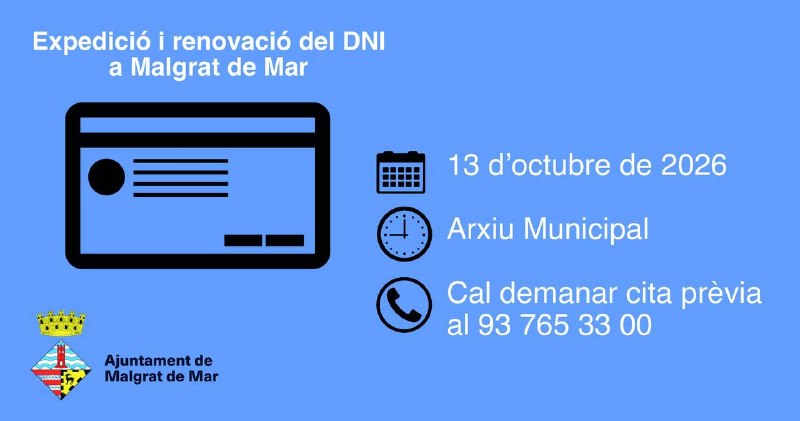 Expedició i renovació del DNI
a Malgrat de Mar
13 d’octubre de 2026
Arxiu Municipal
Cal demanar cita prèvia
al 93 765 33 00
Ajuntament de
Malgrat de Mar